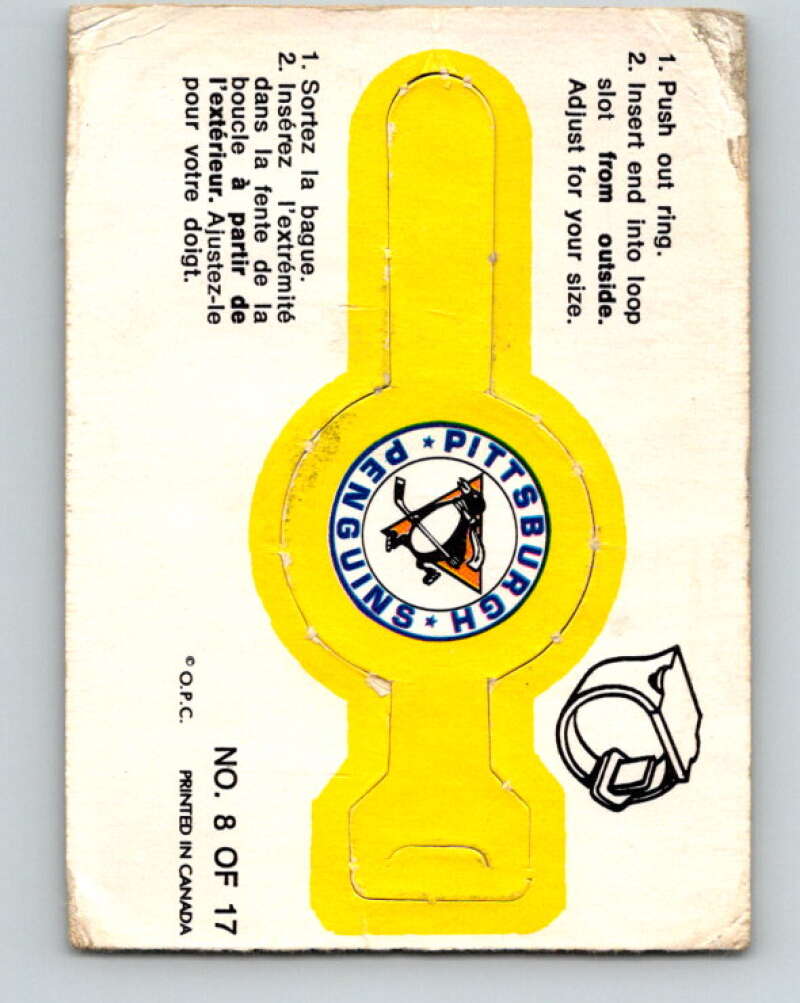 1. Push out ring.
2. Insert end into loop
slot from outside.
Adjust for your size.
1. Sortez la bague.
2. Insérez l'extrémité
dans la fente de la
boucle à partir de
l'extérieur. Ajustez-le
pour votre doigt.
★ PITTSBURGH ★ PENGUINS
NO. 8 OF 17
© O.P.C. PRINTED IN CANADA